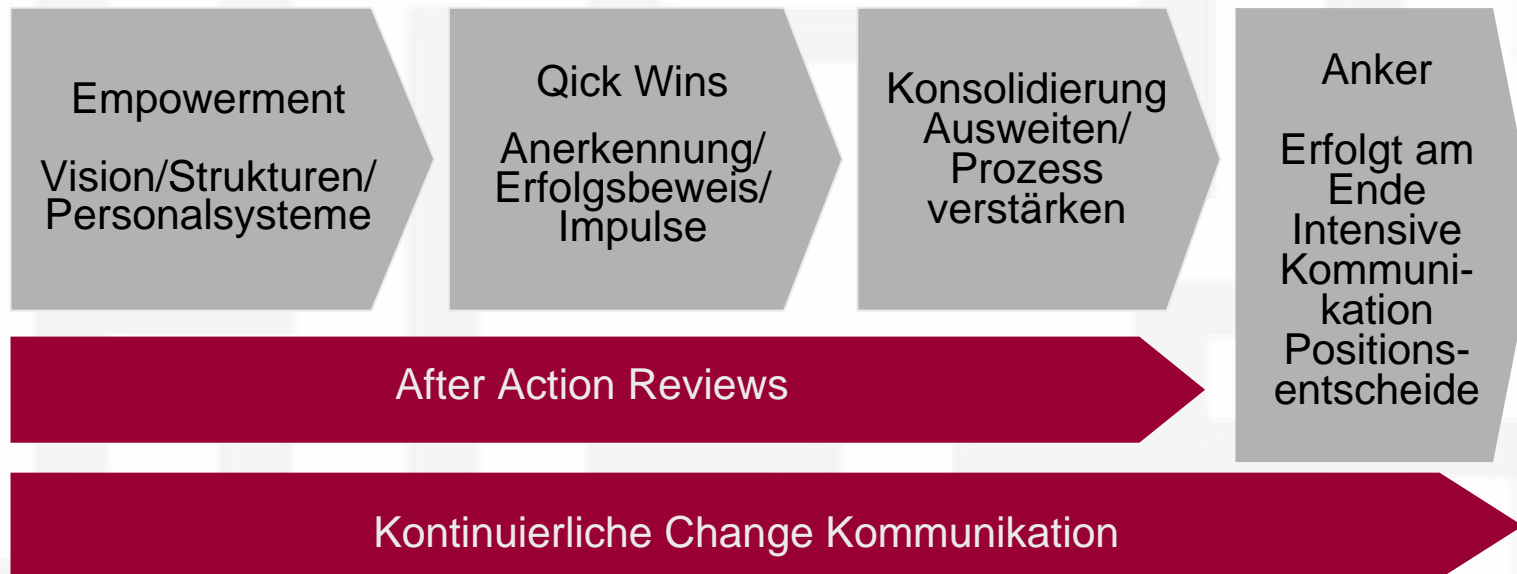 Empowerment
Vision/Strukturen/
Personalsysteme
Qick Wins
Anerkennung/
Erfolgsbeweis/
Impulse
Konsolidierung
Ausweiten/
Prozess
verstärken
Anker
Erfolgt am
Ende
Intensive
Kommuni-
kation
Positions-
entscheide
After Action Reviews
Kontinuierliche Change Kommunikation